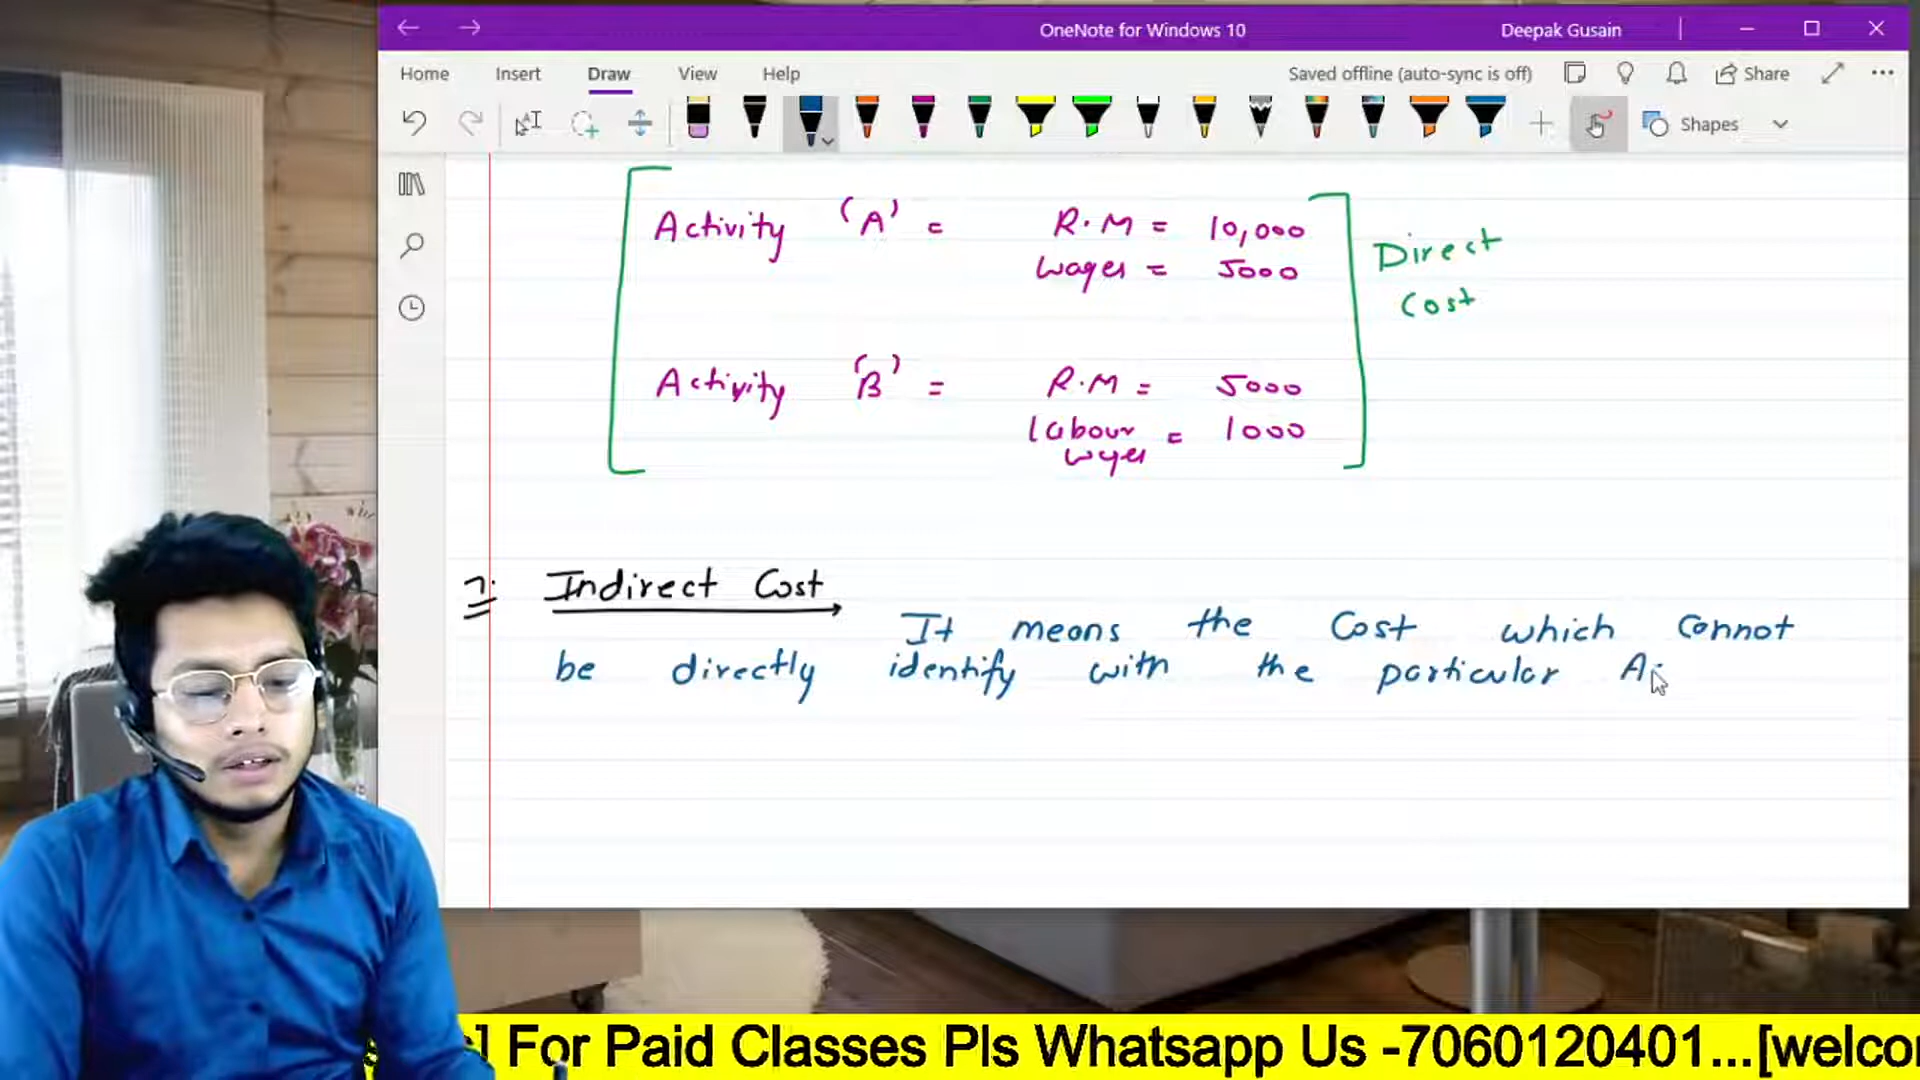 OneNote for Windows 10
Deepak Gusain
Home Insert Draw View Help
Saved offline (auto-sync is off)
Share
Shapes
Activity 'A' = R.M = 10,000
wages = 5000
Direct
Cost
Activity 'B' = R.M = 5000
labour = 1000
wages
7. Indirect Cost
It means the Cost which cannot
be directly identify with the particular A
] For Paid Classes Pls Whatsapp Us -7060120401...[welco